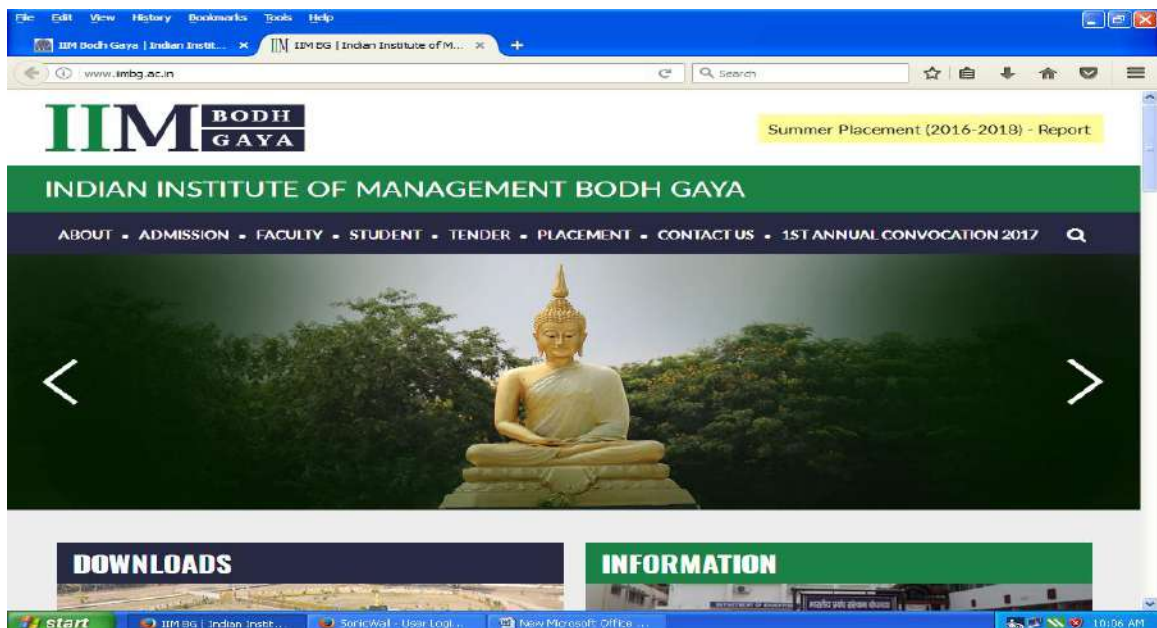 File Edit View History Bookmarks Tools Help
IIM Bodh Gaya | Indian Instit... × IIM BG | Indian Institute of M... × +
www.iimbg.ac.in Search
IIM BODH GAYA
Summer Placement (2016-2018) - Report
INDIAN INSTITUTE OF MANAGEMENT BODH GAYA
ABOUT ADMISSION FACULTY STUDENT TENDER PLACEMENT CONTACT US 1ST ANNUAL CONVOCATION 2017
DOWNLOADS INFORMATION
start IIM BG | Indian Instit... SonicWall - User Logi... New Microsoft Office ... 10:06 AM